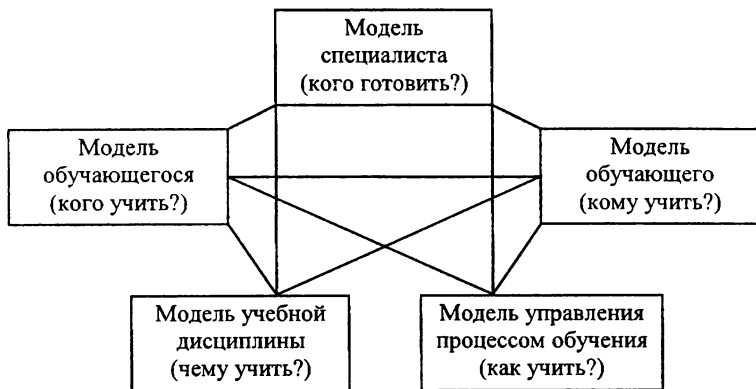 Модель
специалиста
(кого готовить?)
Модель
обучающегося
(кого учить?)
Модель
обучающего
(кому учить?)
Модель учебной
дисциплины
(чему учить?)
Модель управления
процессом обучения
(как учить?)